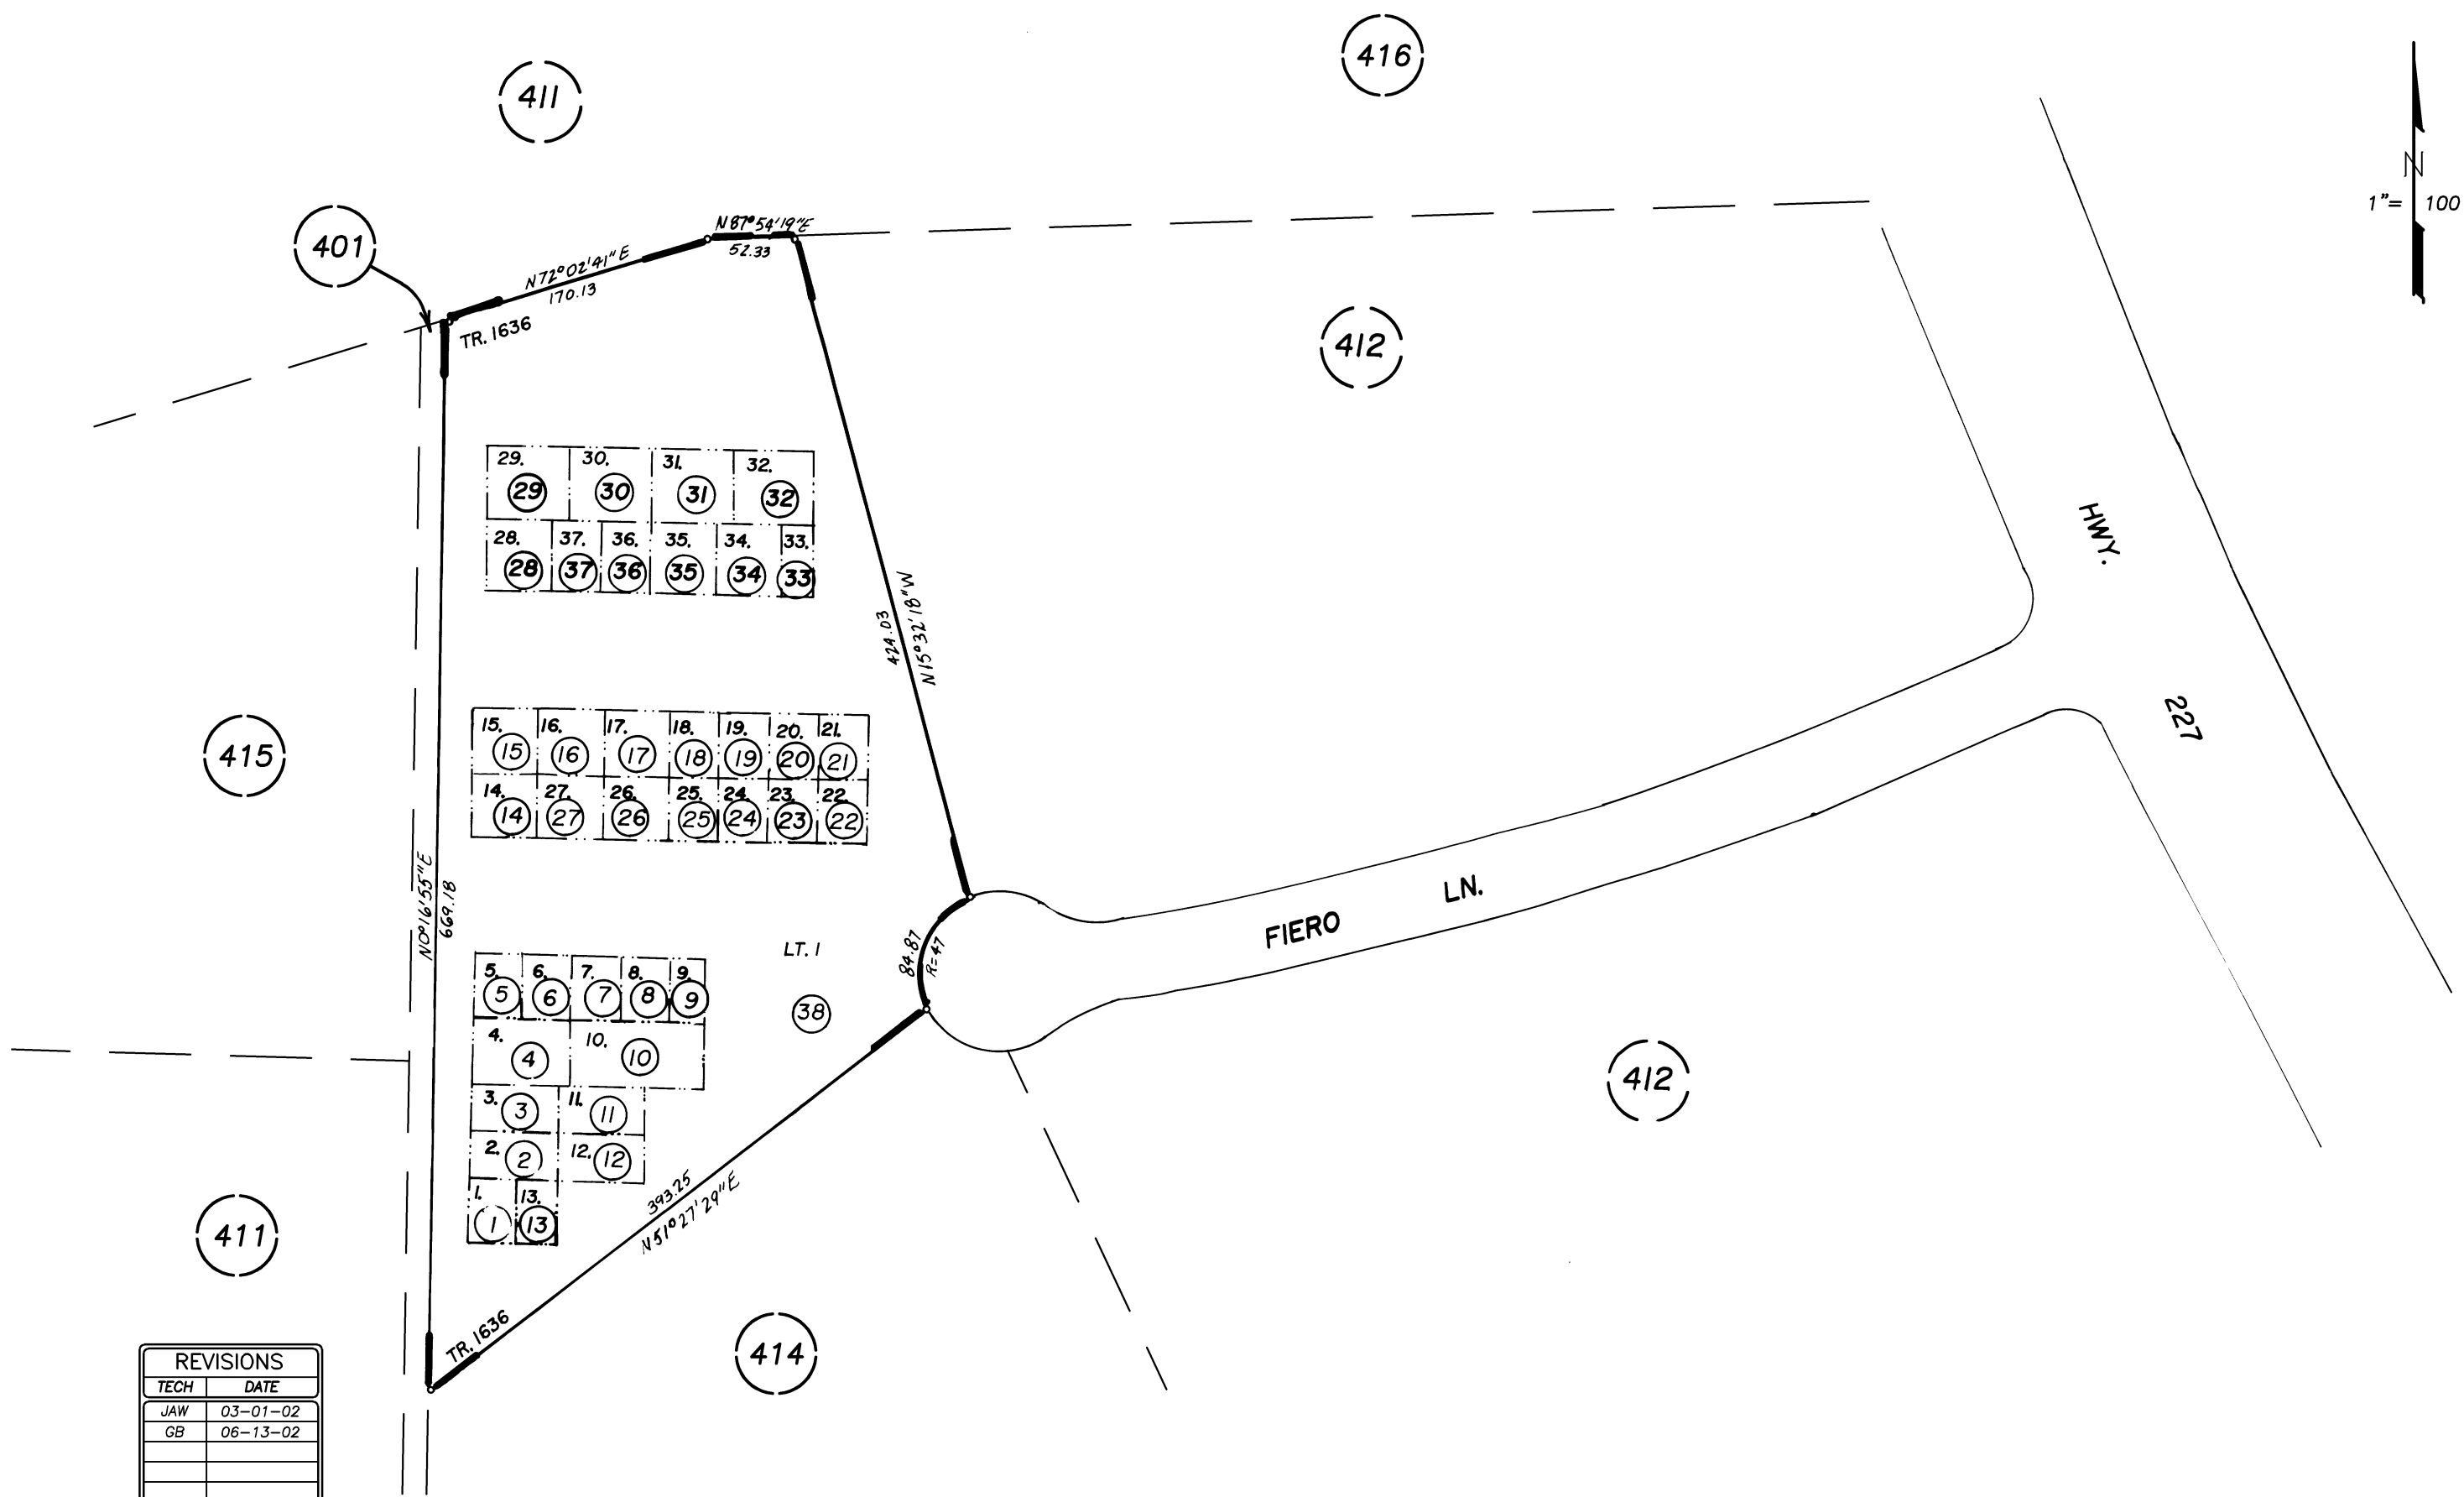 416
411
N
1"= 100
N87°54'19"E
52.33
401
N72°02'41"E
170.13
TR. 1636
412
29. 30. 31. 32.
29 30 31 32
28. 37. 36. 35. 34. 33.
28 37 36 35 34 33
HWY.
227
424.03
N15°32'18"W
415
15. 16. 17. 18. 19. 20. 21.
15 16 17 18 19 20 21
14. 27. 26. 25. 24. 23. 22.
14 27 26 25 24 23 22
N0°16'55"E
669.18
FIERO LN.
84.87
R=47
LT. 1
38
5. 6. 7. 8. 9.
5 6 7 8 9
4. 10.
4 10
3. 11.
3 11
2. 12.
2 12
1. 13.
1 13
412
393.25
N51°27'29"E
411
TR. 1636
414
REVISIONS
TECH DATE
JAW 03-01-02
GB 06-13-02